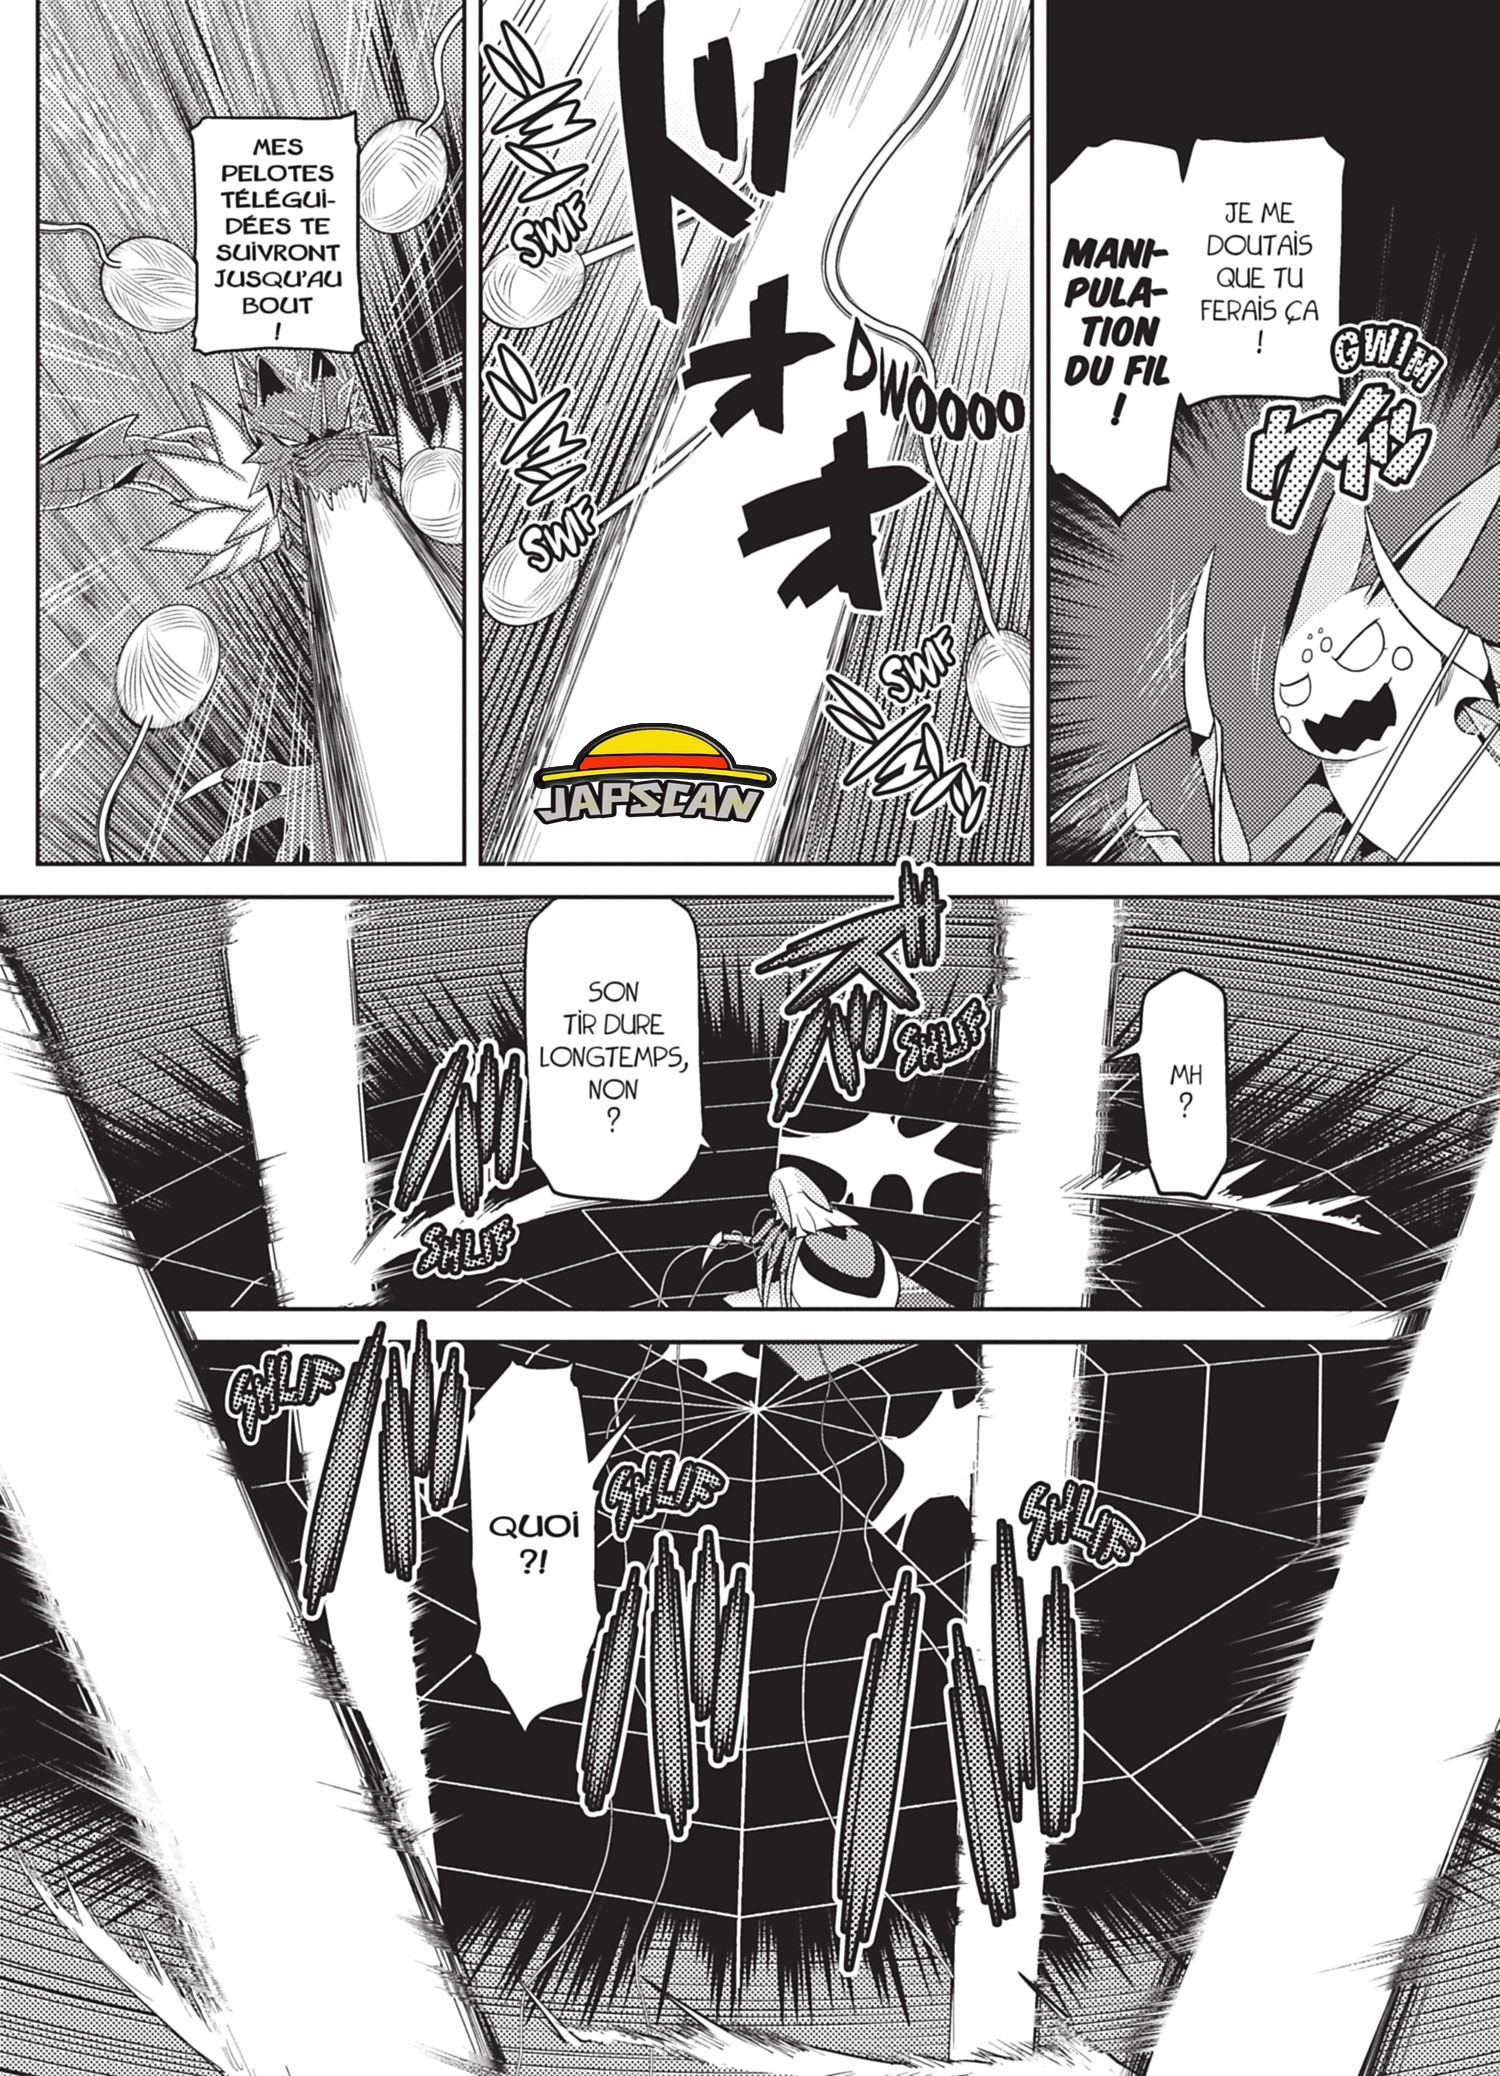 JE ME
DOUTAIS
QUE TU
FERAIS ÇA
!
MANI-
PULA-
TION
DU FIL
!
GWIM
グイン
ドオオ
DWOOOO
SWIF
SWIF
SWIF
MES
PELOTES
TÉLÉGUI-
DÉES TE
SUIVRONT
JUSQU'AU
BOUT
!
JAPSCAN
MH
?
SHLIF
SON
TIR DURE
LONGTEMPS,
NON
?
SHLIF
SHLIF
QUOI
?!
SHLIF
SHLIF